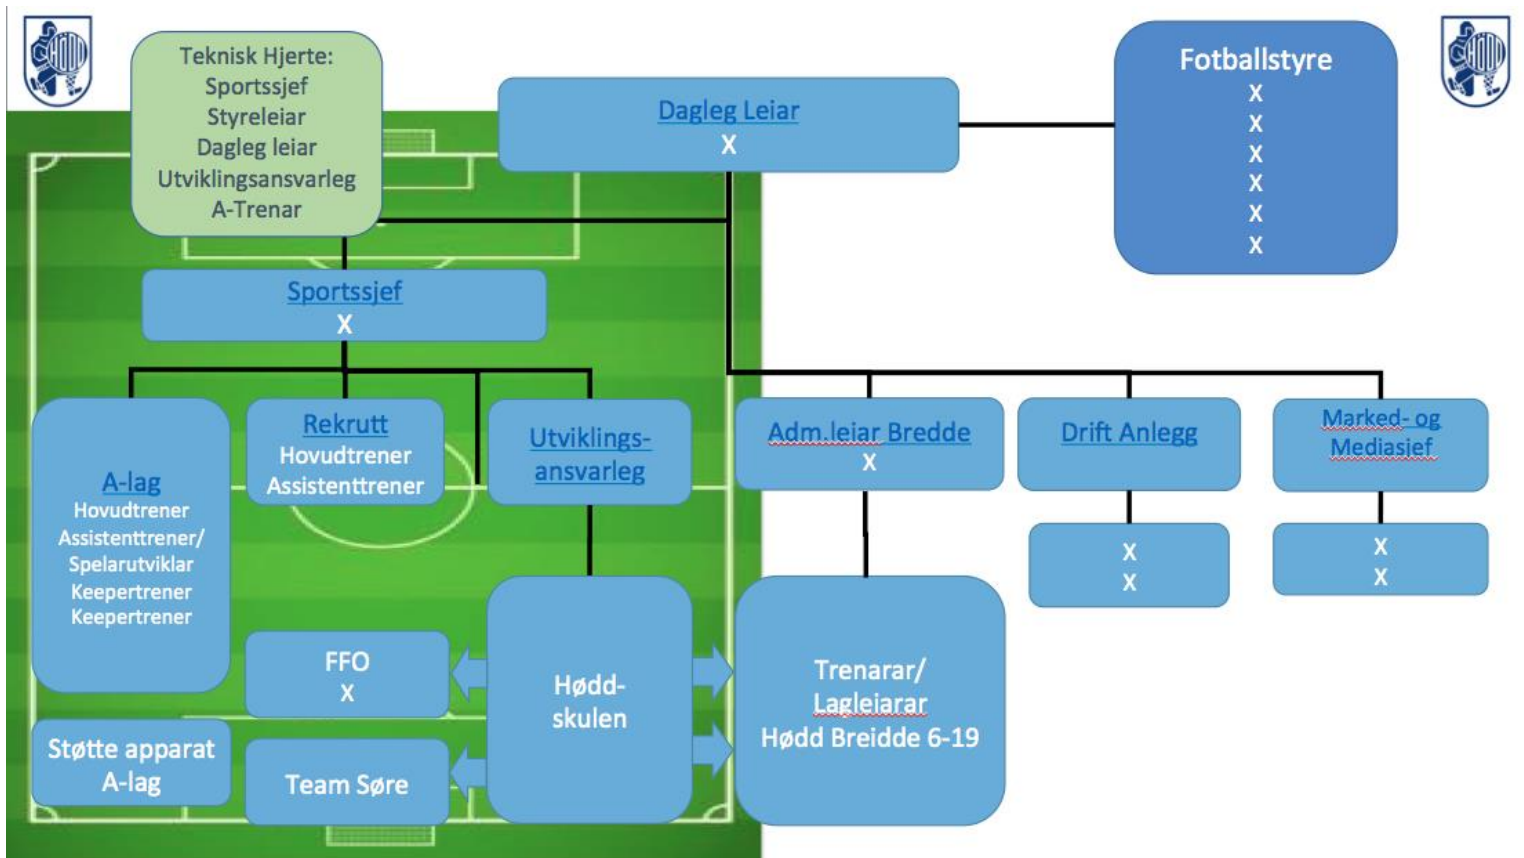 HØDD
Teknisk Hjerte:
Sportssjef
Styreleiar
Dagleg leiar
Utviklingsansvarleg
A-Trenar
Dagleg Leiar
X
Fotballstyre
X
X
X
X
X
X
HØDD
Sportssjef
X
A-lag
Hovudtrener
Assistenttrener/
Spelarutviklar
Keepertrener
Keepertrener
Rekrutt
Hovudtrener
Assistenttrener
Utviklings-
ansvarleg
Adm.leiar Bredde
X
Drift Anlegg
Marked- og
Mediasjef
X
X
X
X
FFO
X
Hødd-
skulen
Trenarar/
Lagleiarar
Hødd Breidde 6-19
Støtte apparat
A-lag
Team Søre